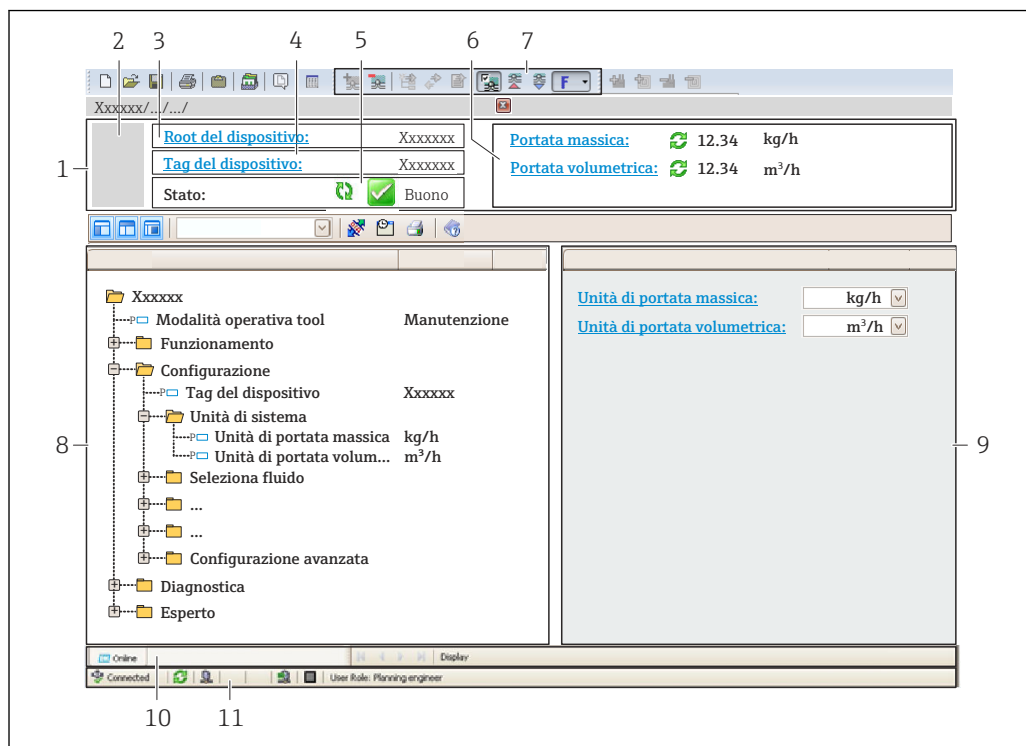 2 3 4 5 6 7
F
Xxxxxx/.../.../
1
Root del dispositivo: Xxxxxxx
Portata massica: 12.34 kg/h
Tag del dispositivo: Xxxxxxx
Portata volumetrica: 12.34 m³/h
Stato: Buono
Xxxxxx
Modalità operativa tool Manutenzione
Funzionamento
Configurazione
Tag del dispositivo Xxxxxx
Unità di sistema
Unità di portata massica kg/h
Unità di portata volum... m³/h
Seleziona fluido
...
...
Configurazione avanzata
Diagnostica
Esperto
Unità di portata massica: kg/h
Unità di portata volumetrica: m³/h
8
9
Online Display
Connected User Role: Planning engineer
10 11